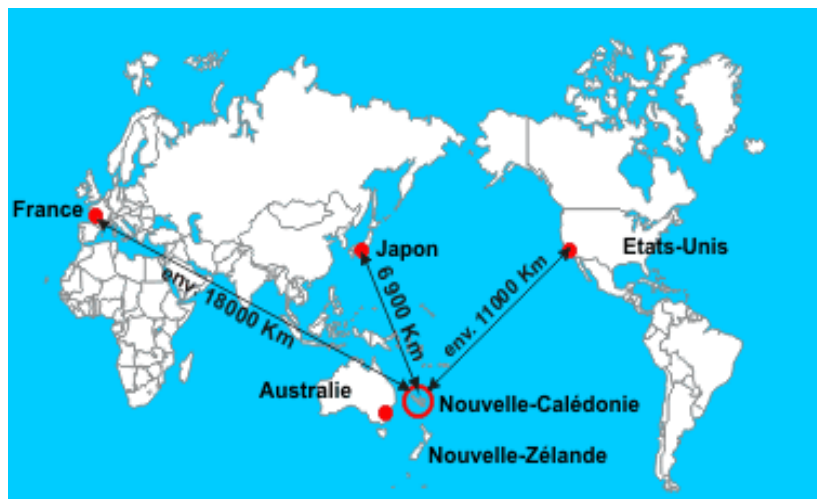 France
Japon
Etats-Unis
env. 18000 Km
6 900 Km
env. 11000 Km
Australie
Nouvelle-Calédonie
Nouvelle-Zélande